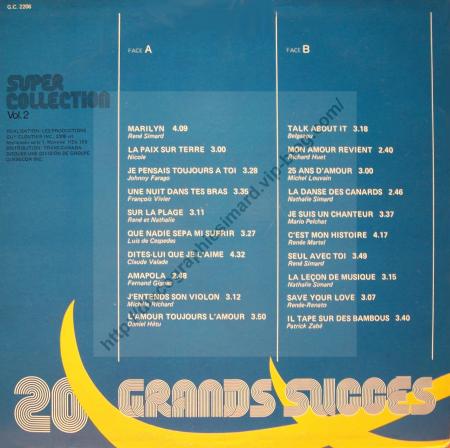 G.C. 2206
SUPER
COLLECTION
Vol. 2
FACE A
MARILYN 4.09
René Simard
LA PAIX SUR TERRE 3.00
Nicole
JE PENSAIS TOUJOURS A TOI 3.28
Johnny Farago
UNE NUIT DANS TES BRAS 3.35
François Vivier
SUR LA PLAGE 3.11
René et Nathalie
QUE NADIE SEPA MI SUFRIR 3.27
Luis de Cespedes
DITES-LUI QUE JE L'AIME 4.32
Claude Valade
AMAPOLA 2.48
Fernand Gignac
J'ENTENDS SON VIOLON 3.12
Michèle Richard
L'AMOUR TOUJOURS L'AMOUR 3.50
Daniel Hétu
FACE B
TALK ABOUT IT 3.18
Belgazou
MON AMOUR REVIENT 2.40
Richard Huet
25 ANS D'AMOUR 3.00
Michel Louvain
LA DANSE DES CANARDS 2.46
Nathalie Simard
JE SUIS UN CHANTEUR 3.37
Mario Pelchat
C'EST MON HISTOIRE 4.17
Renée Martel
SEUL AVEC TOI 3.49
René Simard
LA LEÇON DE MUSIQUE 3.15
Nathalie Simard
SAVE YOUR LOVE 3.07
Renée-Renato
IL TAPE SUR DES BAMBOUS 3.40
Patrick Zabé
20 GRANDS SUCCES